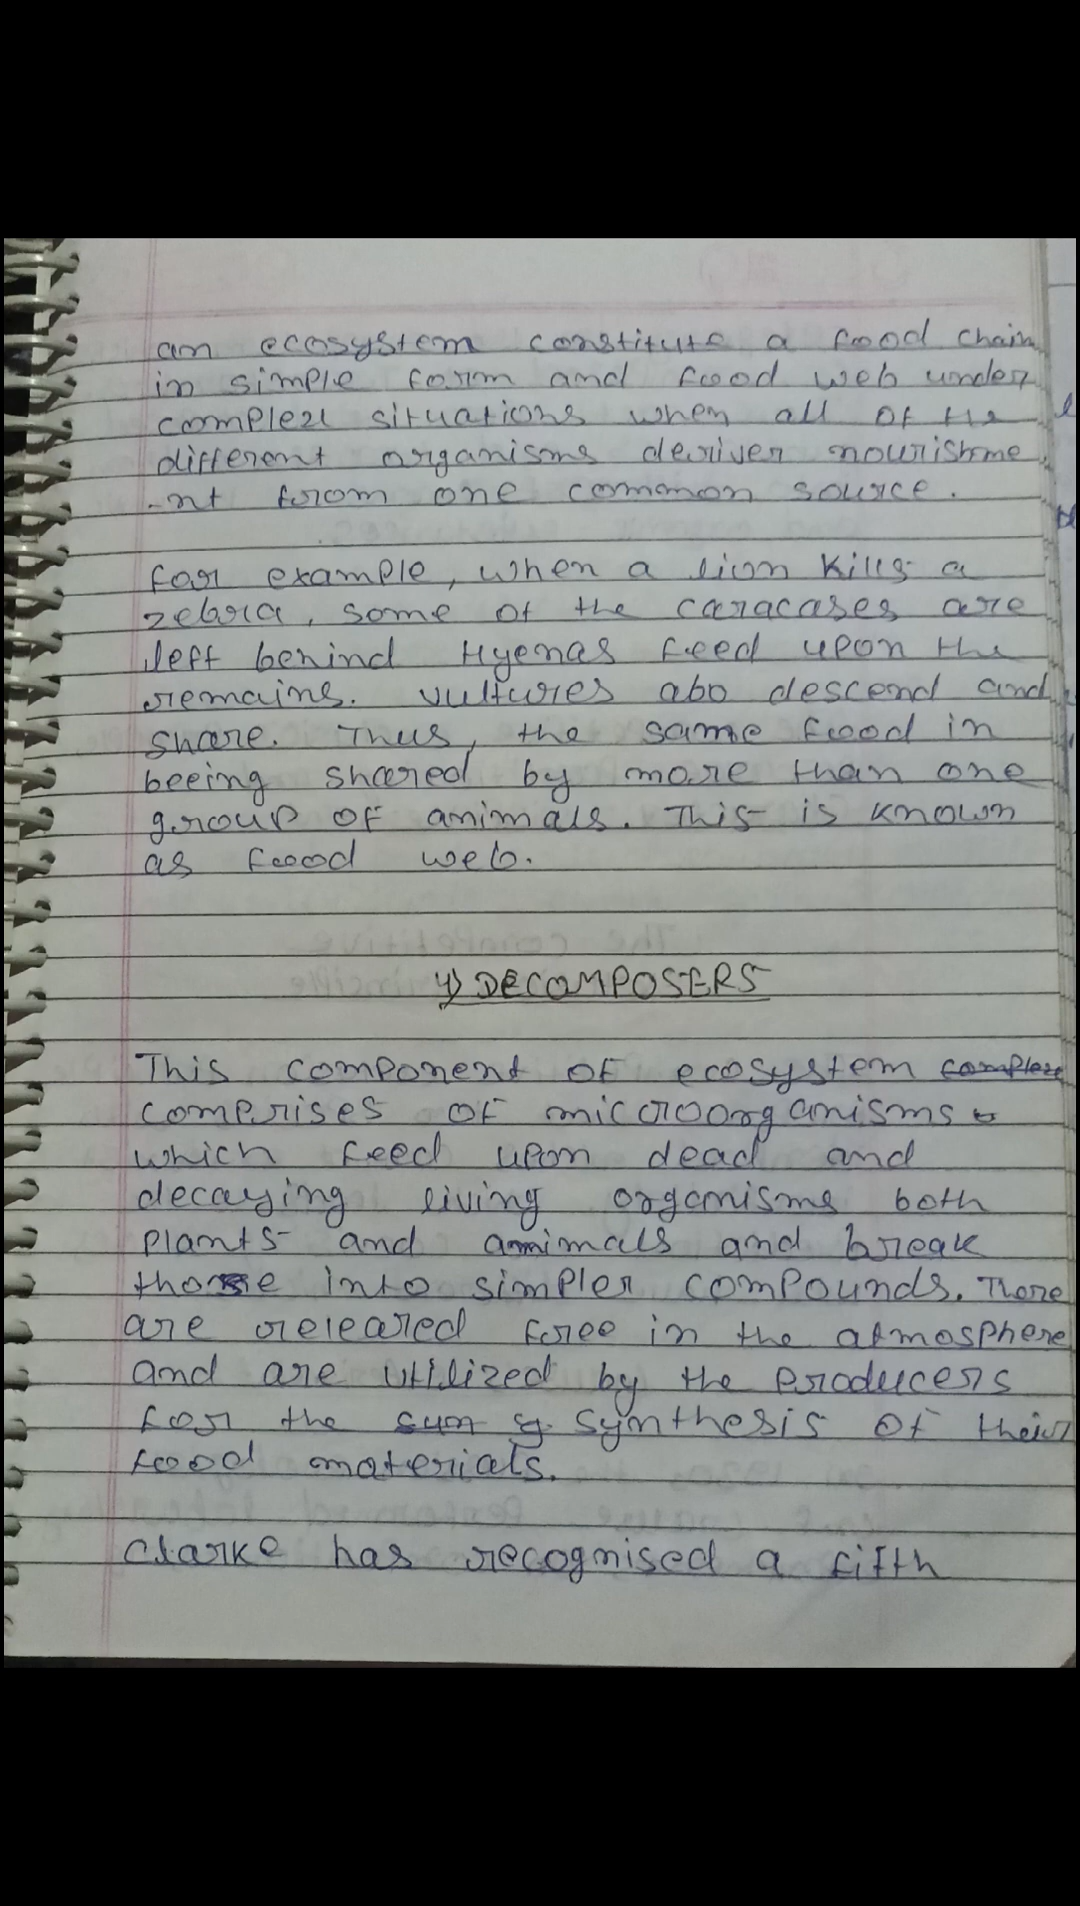 an ecosystem constitute a food chain
in simple form and food web under
complex situations when all of the
different organisms deriver nourishme
-nt from one common source.
for example, when a lion kills a
zebra, some of the caracases are
left behind Hyenas feed upon the
remains. vultures abo descend and
share. Thus, the same food in
beeing shared by more than one
group of animals. This is known
as food web.
4) DECOMPOSERS
This component of ecosystem complex
comprises of microorganisms
which feed upon dead and
decaying living organisms both
plants and animals and break
those into simpler compounds. There
are releared free in the atmosphere
and are utilized by the producers
for the sum sy synthesis of their
food materials.
Clarke has recognised a fifth